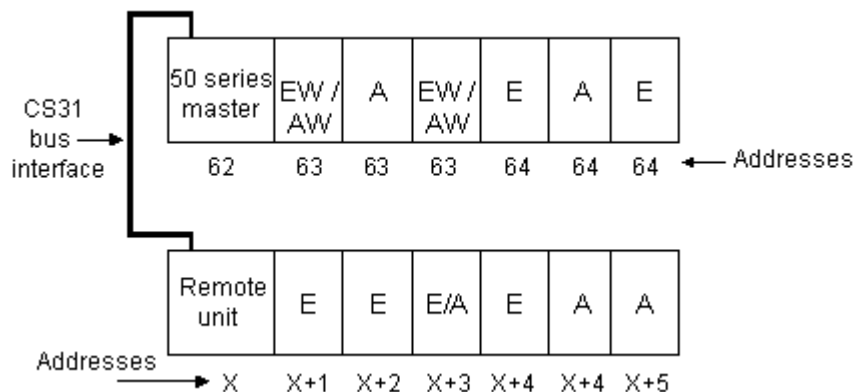 50 series
master
EW /
AW
A
EW /
AW
E
A
E
CS31
bus
interface
62 63 63 63 64 64 64
Addresses
Remote
unit
E
E
E/A
E
A
A
Addresses
X X+1 X+2 X+3 X+4 X+4 X+5